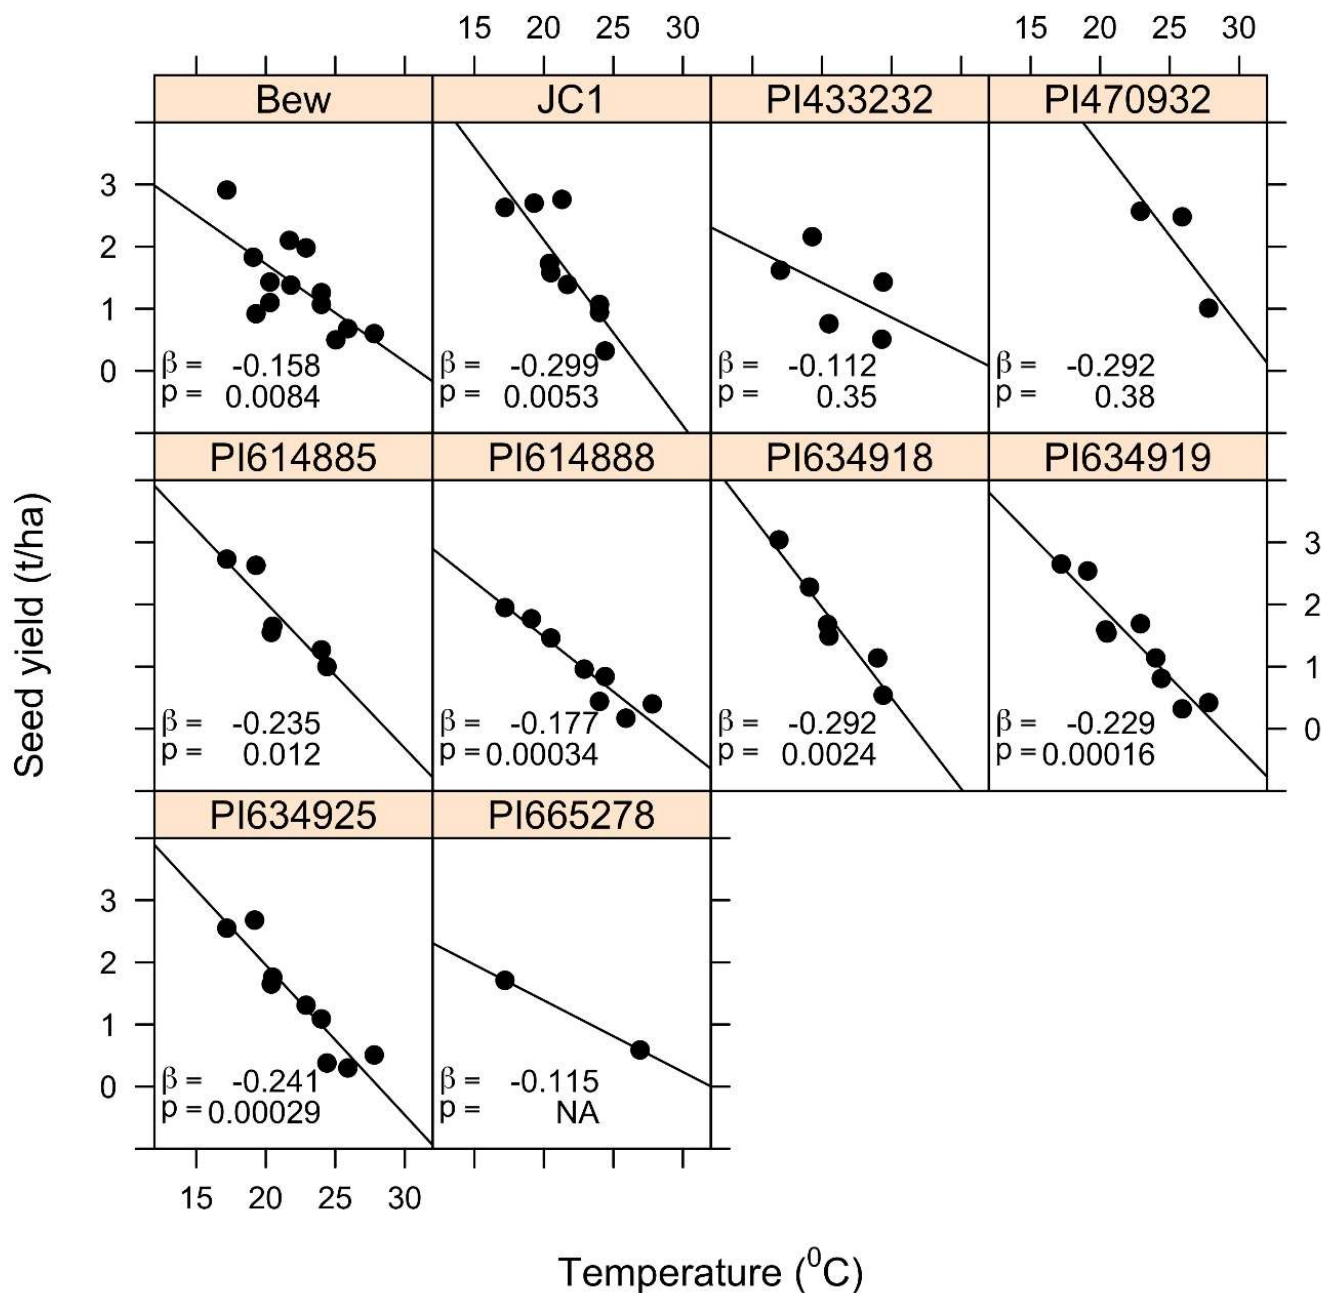 15 20 25 30 15 20 25 30
Bew JC1 PI433232 PI470932
3
2
1
0
β = -0.158
p = 0.0084
β = -0.299
p = 0.0053
β = -0.112
p = 0.35
β = -0.292
p = 0.38
PI614885 PI614888 PI634918 PI634919
β = -0.235
p = 0.012
β = -0.177
p = 0.00034
β = -0.292
p = 0.0024
β = -0.229
p = 0.00016
3
2
1
0
PI634925 PI665278
3
2
1
0
β = -0.241
p = 0.00029
β = -0.115
p = NA
15 20 25 30
Seed yield (t/ha)
Temperature (⁰C)